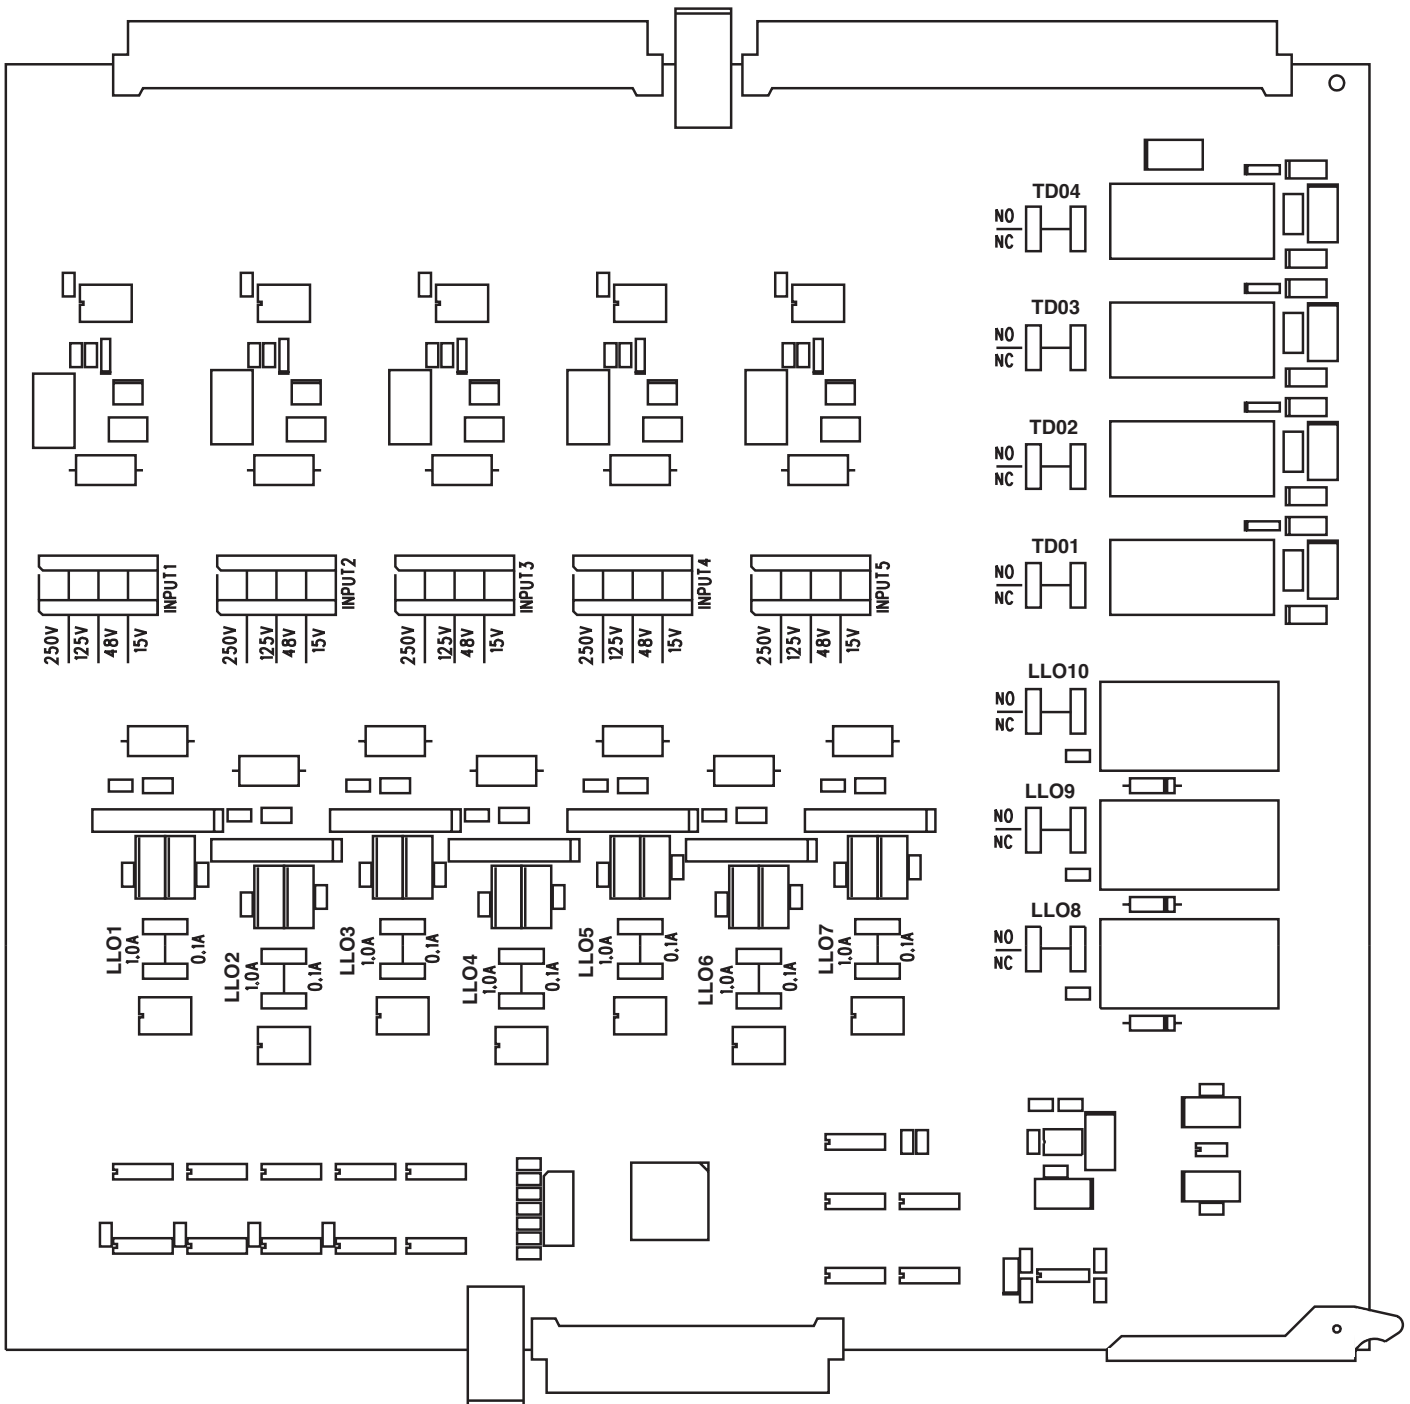 TD04
NO
NC
TD03
NO
NC
TD02
NO
NC
TD01
NO
NC
INPUT1
INPUT2
INPUT3
INPUT4
INPUT5
250V 125V 48V 15V
250V 125V 48V 15V
250V 125V 48V 15V
250V 125V 48V 15V
250V 125V 48V 15V
LLO10
NO
NC
LLO9
NO
NC
LLO8
NO
NC
LLO1
1.0A
0.1A
LLO2
1.0A
0.1A
LLO3
1.0A
0.1A
LLO4
1.0A
0.1A
LLO5
1.0A
0.1A
LLO6
1.0A
0.1A
LLO7
1.0A
0.1A